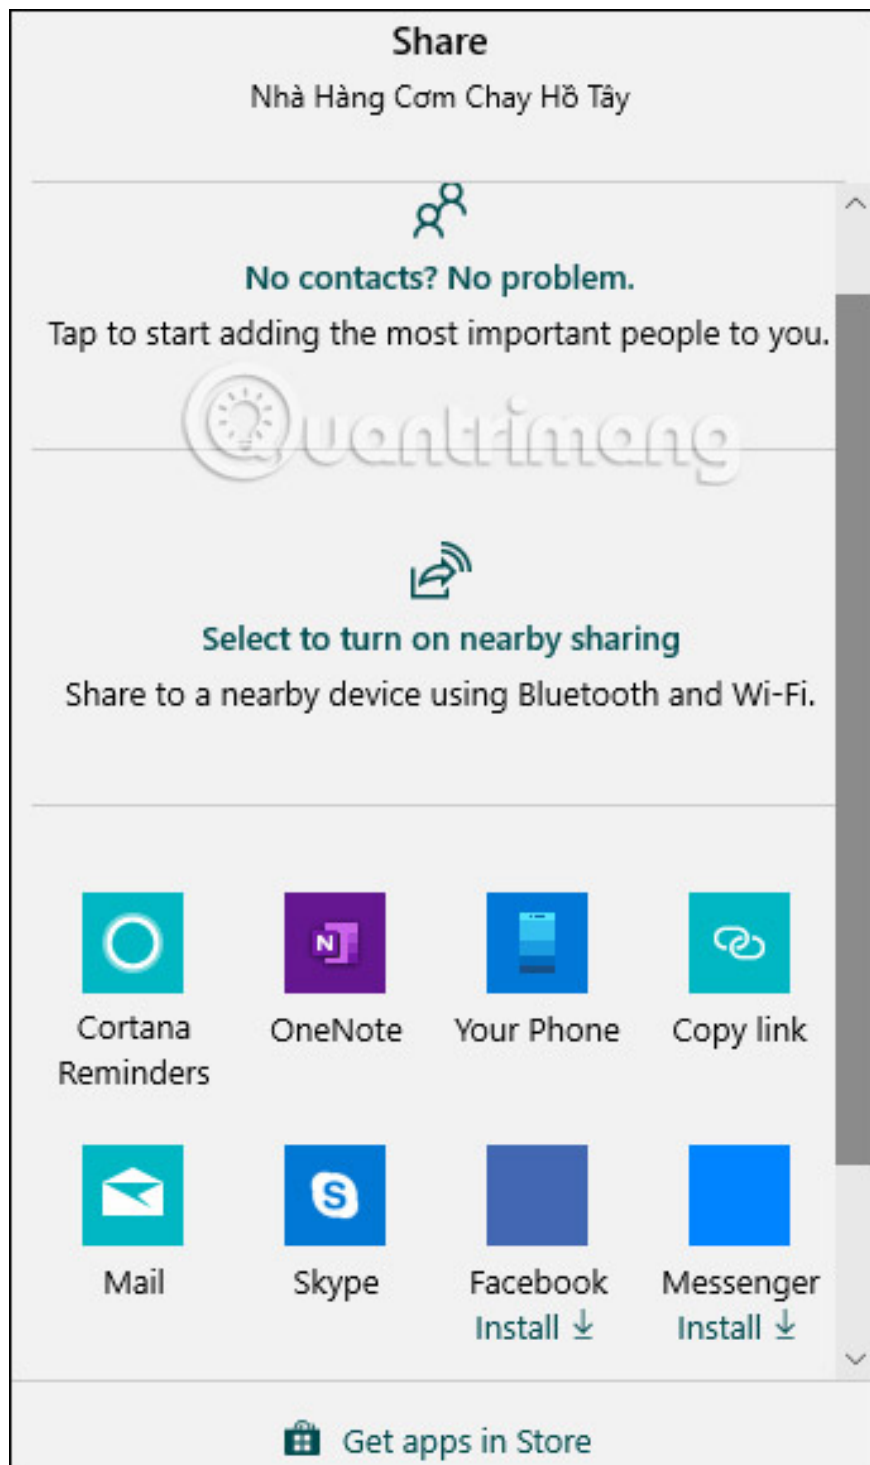 Share
Nhà Hàng Cơm Chay Hồ Tây
No contacts? No problem.
Tap to start adding the most important people to you.
Quantrimang
Select to turn on nearby sharing
Share to a nearby device using Bluetooth and Wi-Fi.
Cortana Reminders
OneNote
Your Phone
Copy link
Mail
Skype
Facebook
Install
Messenger
Install
Get apps in Store